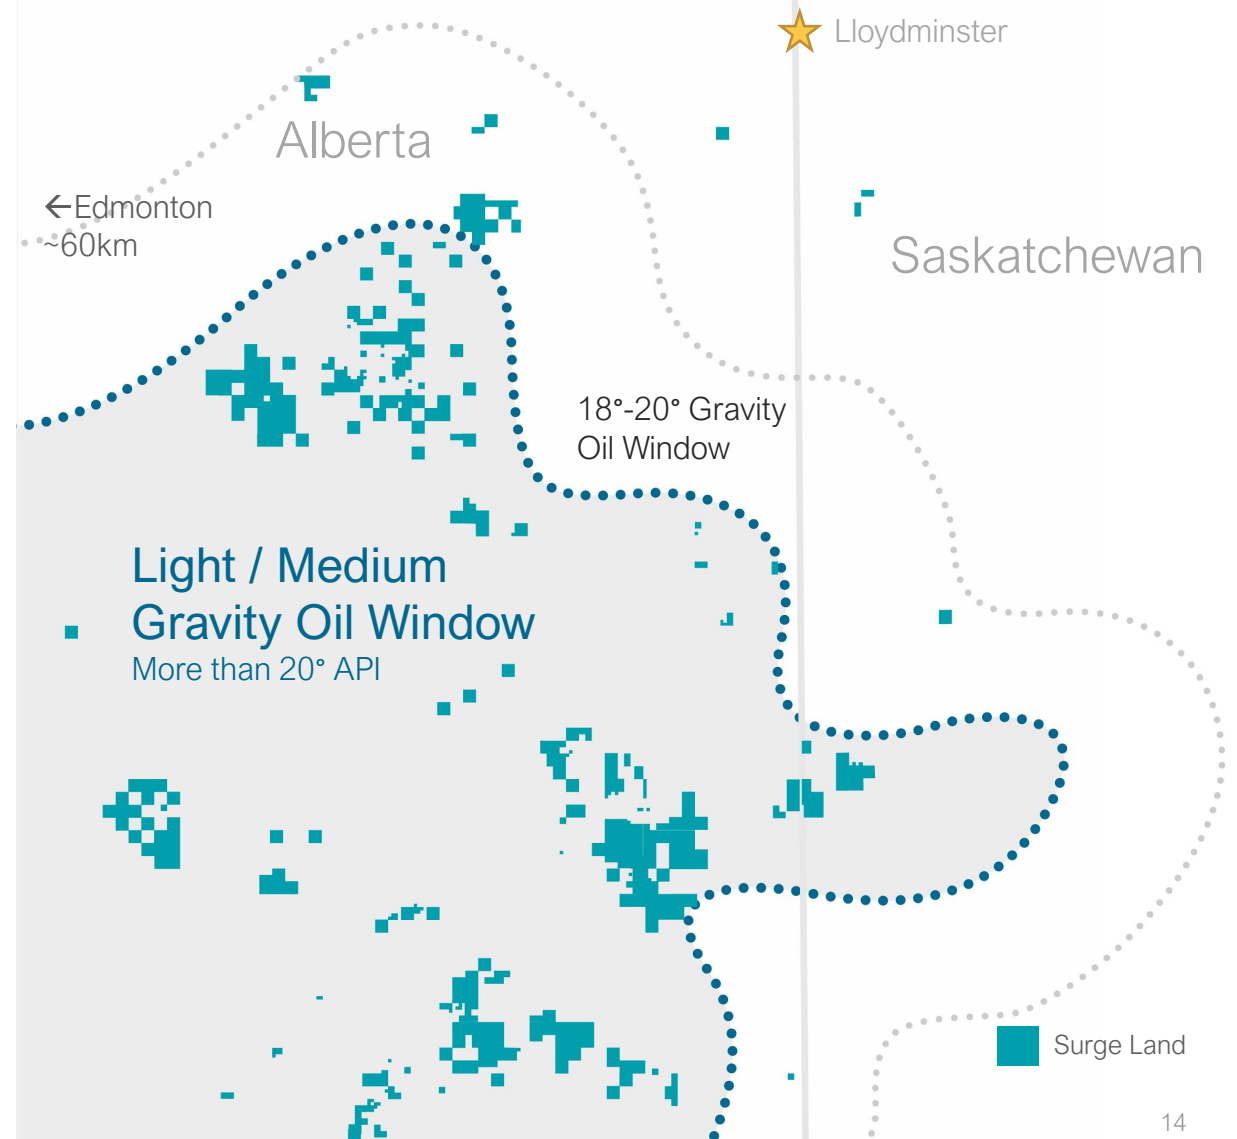 Lloydminster
Alberta
←Edmonton
~60km
Saskatchewan
18°-20° Gravity
Oil Window
Light / Medium
Gravity Oil Window
More than 20° API
Surge Land
14